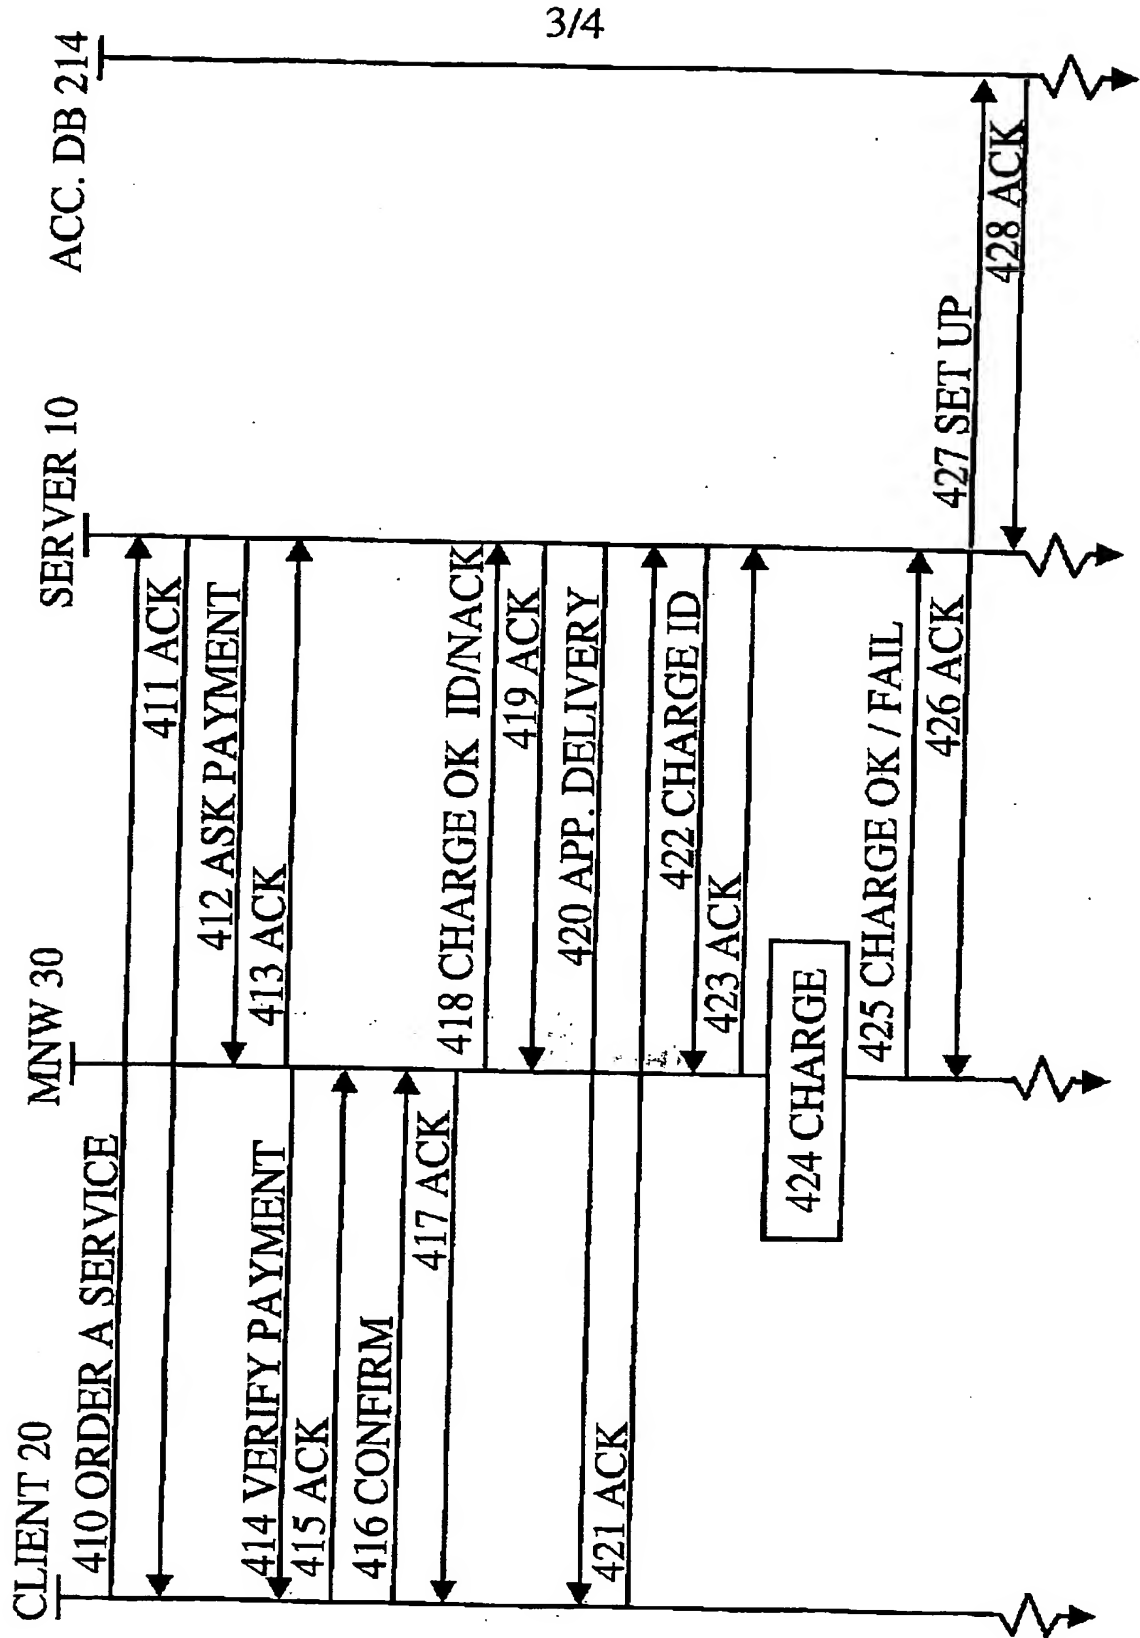 3/4
CLIENT 20
MNW 30
SERVER 10
ACC. DB 214
410 ORDER A SERVICE
411 ACK
412 ASK PAYMENT
413 ACK
414 VERIFY PAYMENT
415 ACK
416 CONFIRM
417 ACK
418 CHARGE OK ID/NACK
419 ACK
420 APP. DELIVERY
421 ACK
422 CHARGE ID
423 ACK
424 CHARGE
425 CHARGE OK / FAIL
426 ACK
427 SET UP
428 ACK